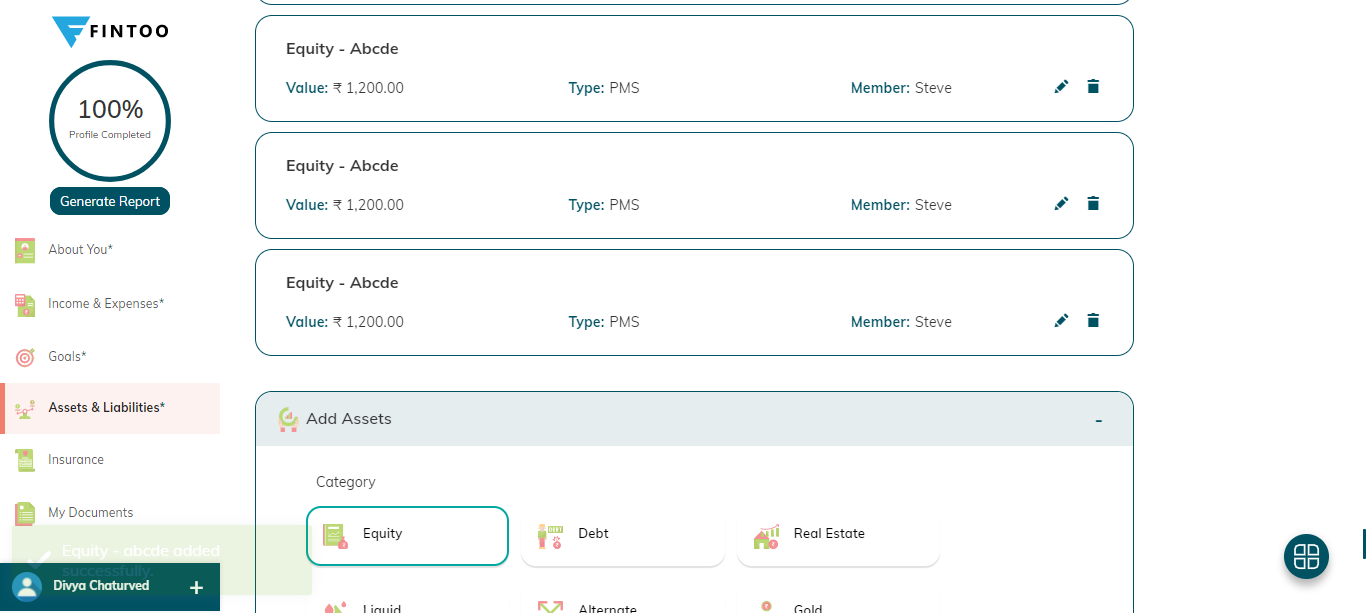 FINTOO
100%
Profile Completed
Generate Report
About You*
Income & Expenses*
Goals*
Assets & Liabilities*
Insurance
My Documents
Equity - abcde added
successfully.
Divya Chaturved +
Equity - Abcde
Value: ₹ 1,200.00 Type: PMS Member: Steve
Equity - Abcde
Value: ₹ 1,200.00 Type: PMS Member: Steve
Equity - Abcde
Value: ₹ 1,200.00 Type: PMS Member: Steve
Add Assets -
Category
Equity Debt Real Estate
Liquid Alternate Gold